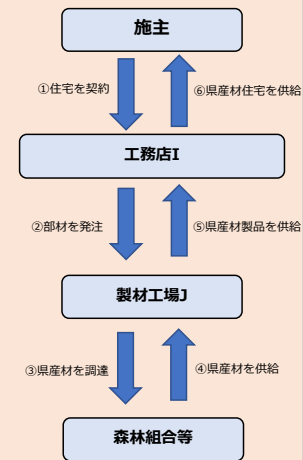 施主
①住宅を契約
⑥県産材住宅を供給
工務店I
②部材を発注
⑤県産材製品を供給
製材工場J
③県産材を調達
④県産材を供給
森林組合等